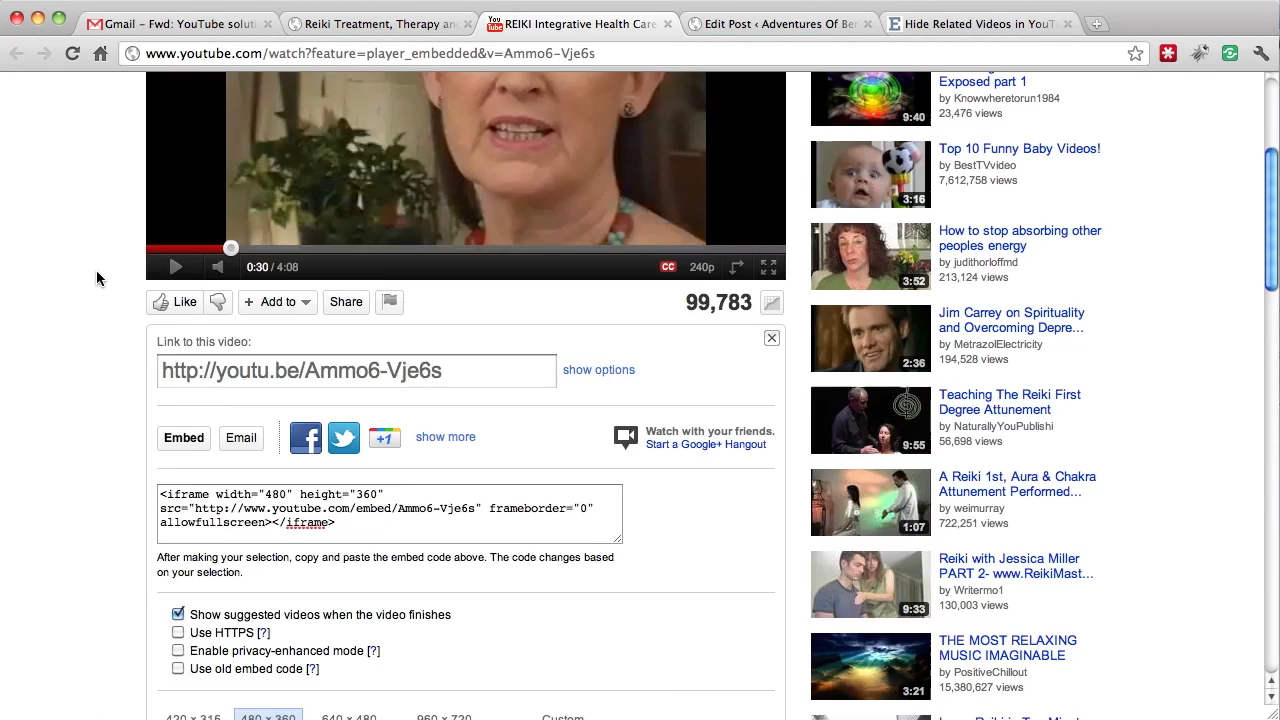 Gmail – Fwd: YouTube soluti
Reiki Treatment, Therapy an
You Tube
REIKI Integrative Health Care
Edit Post ‹ Adventures Of Be
E
Hide Related Videos in YouT
www.youtube.com/watch?feature=player_embedded&v=Ammo6-Vje6s
0:30 / 4:08
CC
240p
Like
+ Add to
Share
99,783
Link to this video:
http://youtu.be/Ammo6-Vje6s
show options
Embed
Email
+1
show more
Watch with your friends.
Start a Google+ Hangout
<iframe width="480" height="360"
src="http://www.youtube.com/embed/Ammo6-Vje6s" frameborder="0"
allowfullscreen></iframe>
After making your selection, copy and paste the embed code above. The code changes based
on your selection.
Show suggested videos when the video finishes
Use HTTPS [?]
Enable privacy-enhanced mode [?]
Use old embed code [?]
420 × 315
480 × 360
640 × 480
960 × 720
Custom
Exposed part 1
by Knowwheretorun1984
23,476 views
9:40
Top 10 Funny Baby Videos!
by BestTVvideo
7,612,758 views
3:16
How to stop absorbing other
peoples energy
by judithorloffmd
213,124 views
3:52
Jim Carrey on Spirituality
and Overcoming Depre...
by MetrazolElectricity
194,528 views
2:36
Teaching The Reiki First
Degree Attunement
by NaturallyYouPublishi
56,698 views
9:55
A Reiki 1st, Aura & Chakra
Attunement Performed...
by weimurray
722,251 views
1:07
Reiki with Jessica Miller
PART 2- www.ReikiMast...
by Writermo1
130,003 views
9:33
THE MOST RELAXING
MUSIC IMAGINABLE
by PositiveChillout
15,380,627 views
3:21